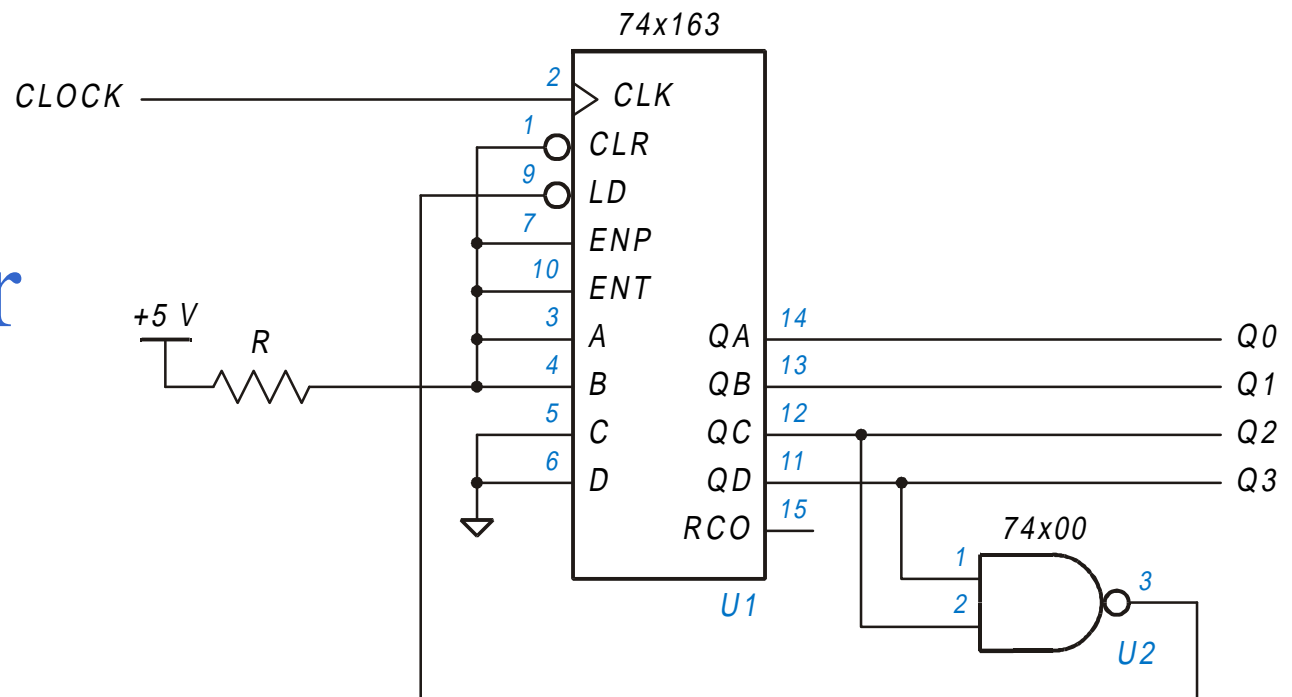 74x163
CLOCK
2
CLK
1
CLR
9
LD
7
ENP
10
ENT
r
+5 V
R
3
A
QA
14
Q0
4
B
QB
13
Q1
5
C
QC
12
Q2
6
D
QD
11
Q3
RCO
15
74x00
1
2
3
U1
U2